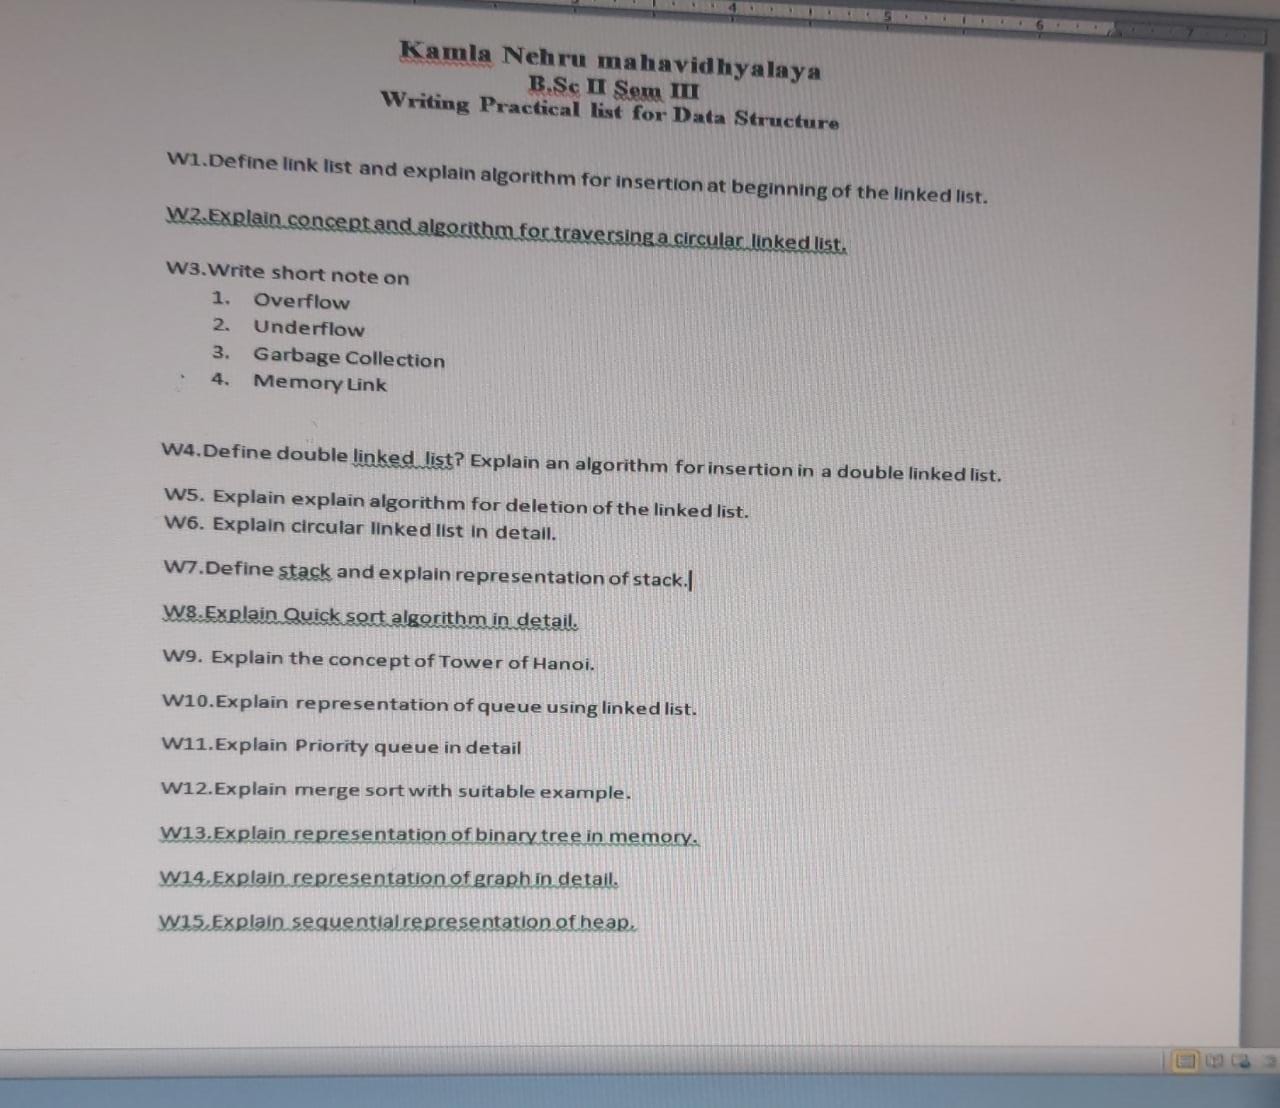 4 5 6 7
Kamla Nehru mahavidhyalaya
B.Sc II Sem III
Writing Practical list for Data Structure
W1.Define link list and explain algorithm for insertion at beginning of the linked list.
W2.Explain concept and algorithm for traversing a circular linked list.
W3.Write short note on
1. Overflow
2. Underflow
3. Garbage Collection
4. Memory Link
W4.Define double linked list? Explain an algorithm for insertion in a double linked list.
W5. Explain explain algorithm for deletion of the linked list.
W6. Explain circular linked list in detail.
W7.Define stack and explain representation of stack.
W8.Explain Quick sort algorithm in detail.
W9. Explain the concept of Tower of Hanoi.
W10.Explain representation of queue using linked list.
W11.Explain Priority queue in detail
W12.Explain merge sort with suitable example.
W13.Explain representation of binary tree in memory.
W14.Explain representation of graph in detail.
W15.Explain sequential representation of heap.